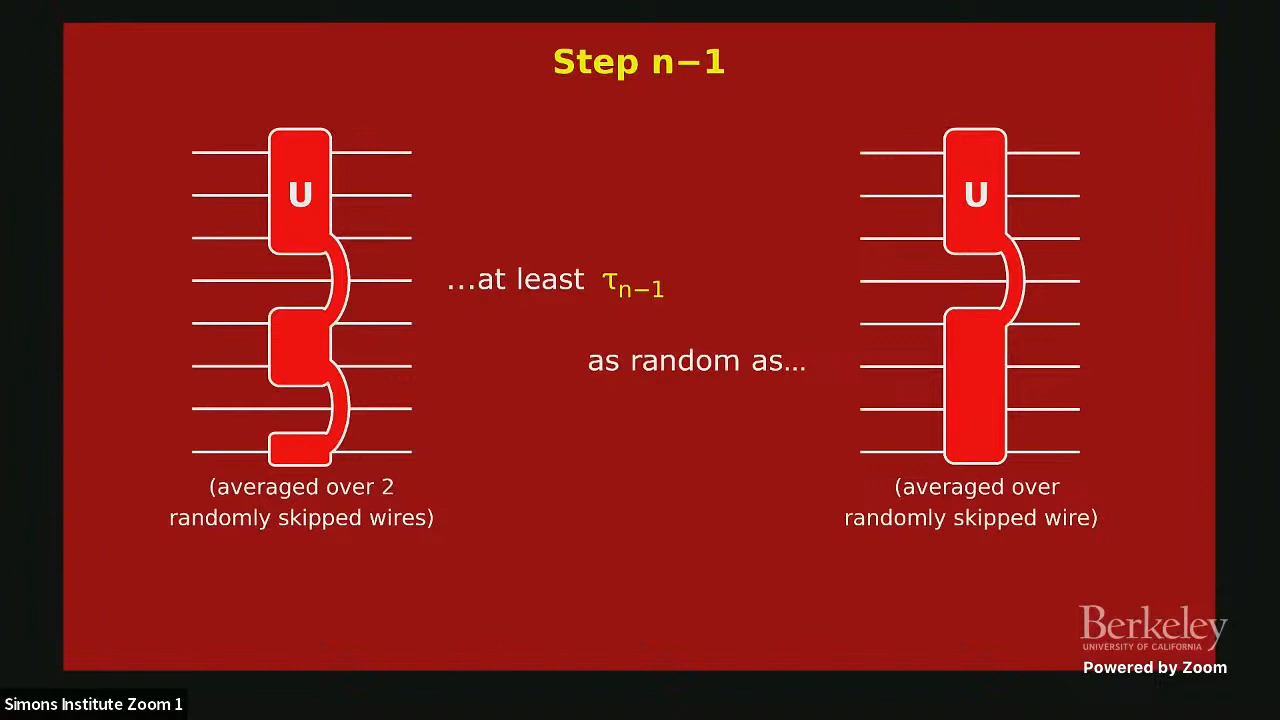 Step n−1
U
U
...at least τn−1
as random as...
(averaged over 2
randomly skipped wires)
(averaged over
randomly skipped wire)
Berkeley
UNIVERSITY OF CALIFORNIA
Powered by Zoom
Simons Institute Zoom 1